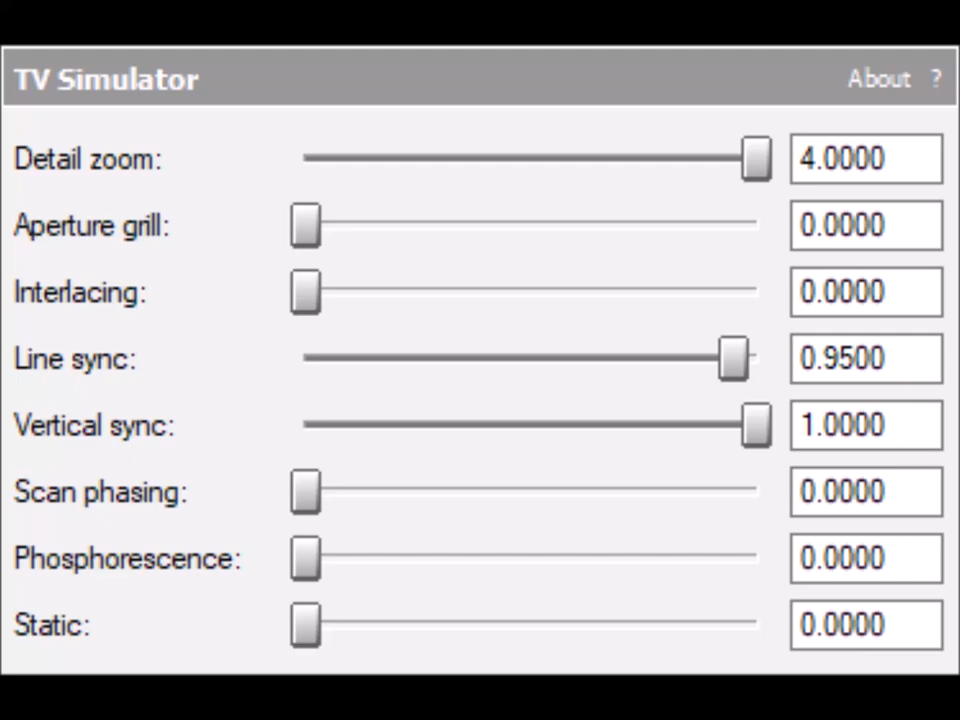 TV Simulator About ?
Detail zoom: 4.0000
Aperture grill: 0.0000
Interlacing: 0.0000
Line sync: 0.9500
Vertical sync: 1.0000
Scan phasing: 0.0000
Phosphorescence: 0.0000
Static: 0.0000